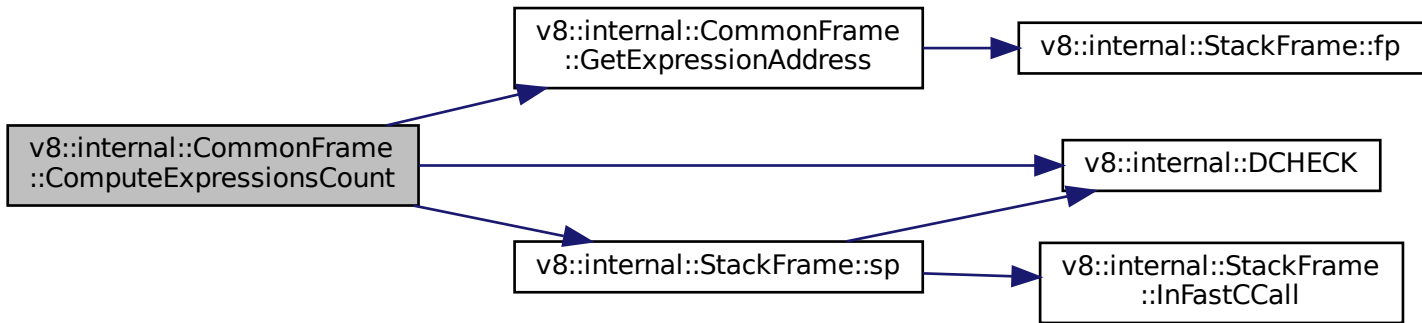 v8::internal::CommonFrame
::GetExpressionAddress
v8::internal::StackFrame::fp
v8::internal::CommonFrame
::ComputeExpressionsCount
v8::internal::DCHECK
v8::internal::StackFrame::sp
v8::internal::StackFrame
::InFastCCall